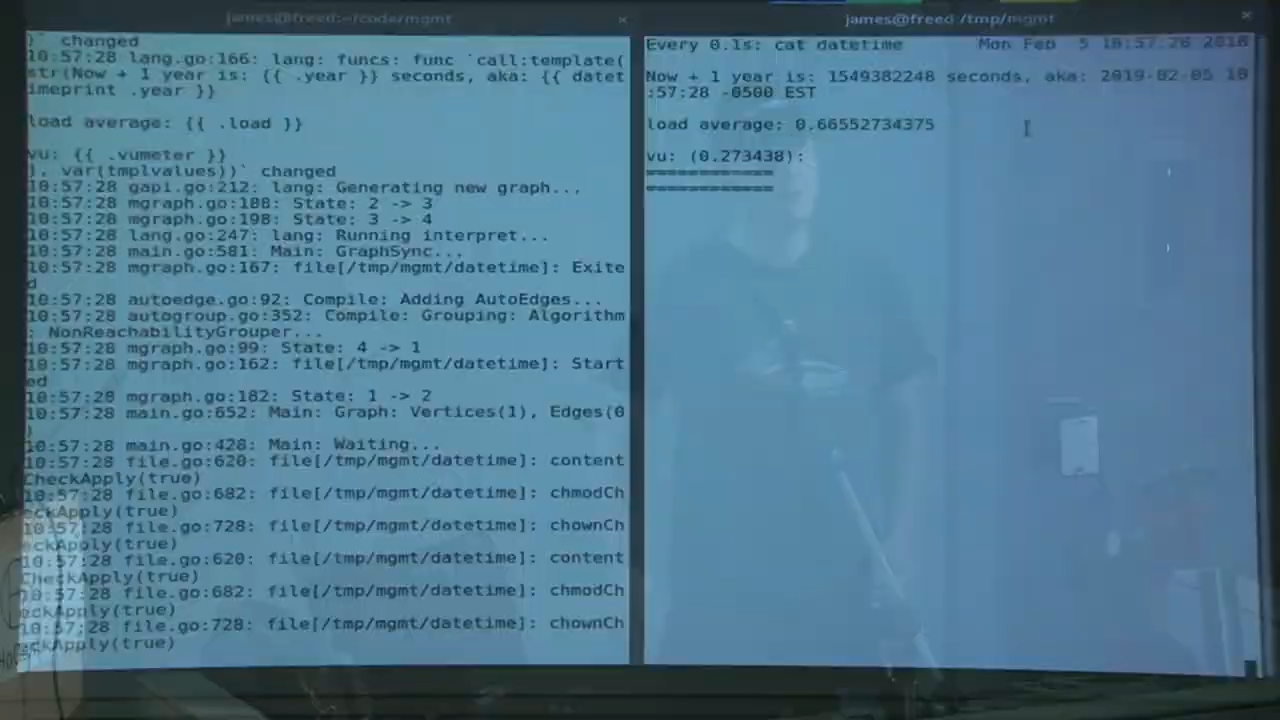 james@freed:~/code/mgmt
)` changed
10:57:28 lang.go:166: lang: funcs: func `call:template(
str(Now + 1 year is: {{ .year }} seconds, aka: {{ datet
imeprint .year }}
load average: {{ .load }}
vu: {{ .vumeter }}
), var(tmplvalues))` changed
10:57:28 gapi.go:212: lang: Generating new graph...
10:57:28 mgraph.go:188: State: 2 -> 3
10:57:28 mgraph.go:198: State: 3 -> 4
10:57:28 lang.go:247: lang: Running interpret...
10:57:28 main.go:581: Main: GraphSync...
10:57:28 mgraph.go:167: file[/tmp/mgmt/datetime]: Exite
d
10:57:28 autoedge.go:92: Compile: Adding AutoEdges...
10:57:28 autogroup.go:352: Compile: Grouping: Algorithm
: NonReachabilityGrouper...
10:57:28 mgraph.go:99: State: 4 -> 1
10:57:28 mgraph.go:162: file[/tmp/mgmt/datetime]: Start
ed
10:57:28 mgraph.go:182: State: 1 -> 2
10:57:28 main.go:652: Main: Graph: Vertices(1), Edges(0
)
10:57:28 main.go:428: Main: Waiting...
10:57:28 file.go:620: file[/tmp/mgmt/datetime]: content
CheckApply(true)
10:57:28 file.go:682: file[/tmp/mgmt/datetime]: chmodCh
eckApply(true)
10:57:28 file.go:728: file[/tmp/mgmt/datetime]: chownCh
eckApply(true)
10:57:28 file.go:620: file[/tmp/mgmt/datetime]: content
CheckApply(true)
10:57:28 file.go:682: file[/tmp/mgmt/datetime]: chmodCh
eckApply(true)
10:57:28 file.go:728: file[/tmp/mgmt/datetime]: chownCh
eckApply(true)
james@freed:/tmp/mgmt
Every 0.1s: cat datetime Mon Feb 5 10:57:28 2018
Now + 1 year is: 1549382248 seconds, aka: 2019-02-05 10
:57:28 -0500 EST
load average: 0.66552734375
vu: (0.273438):
============
============